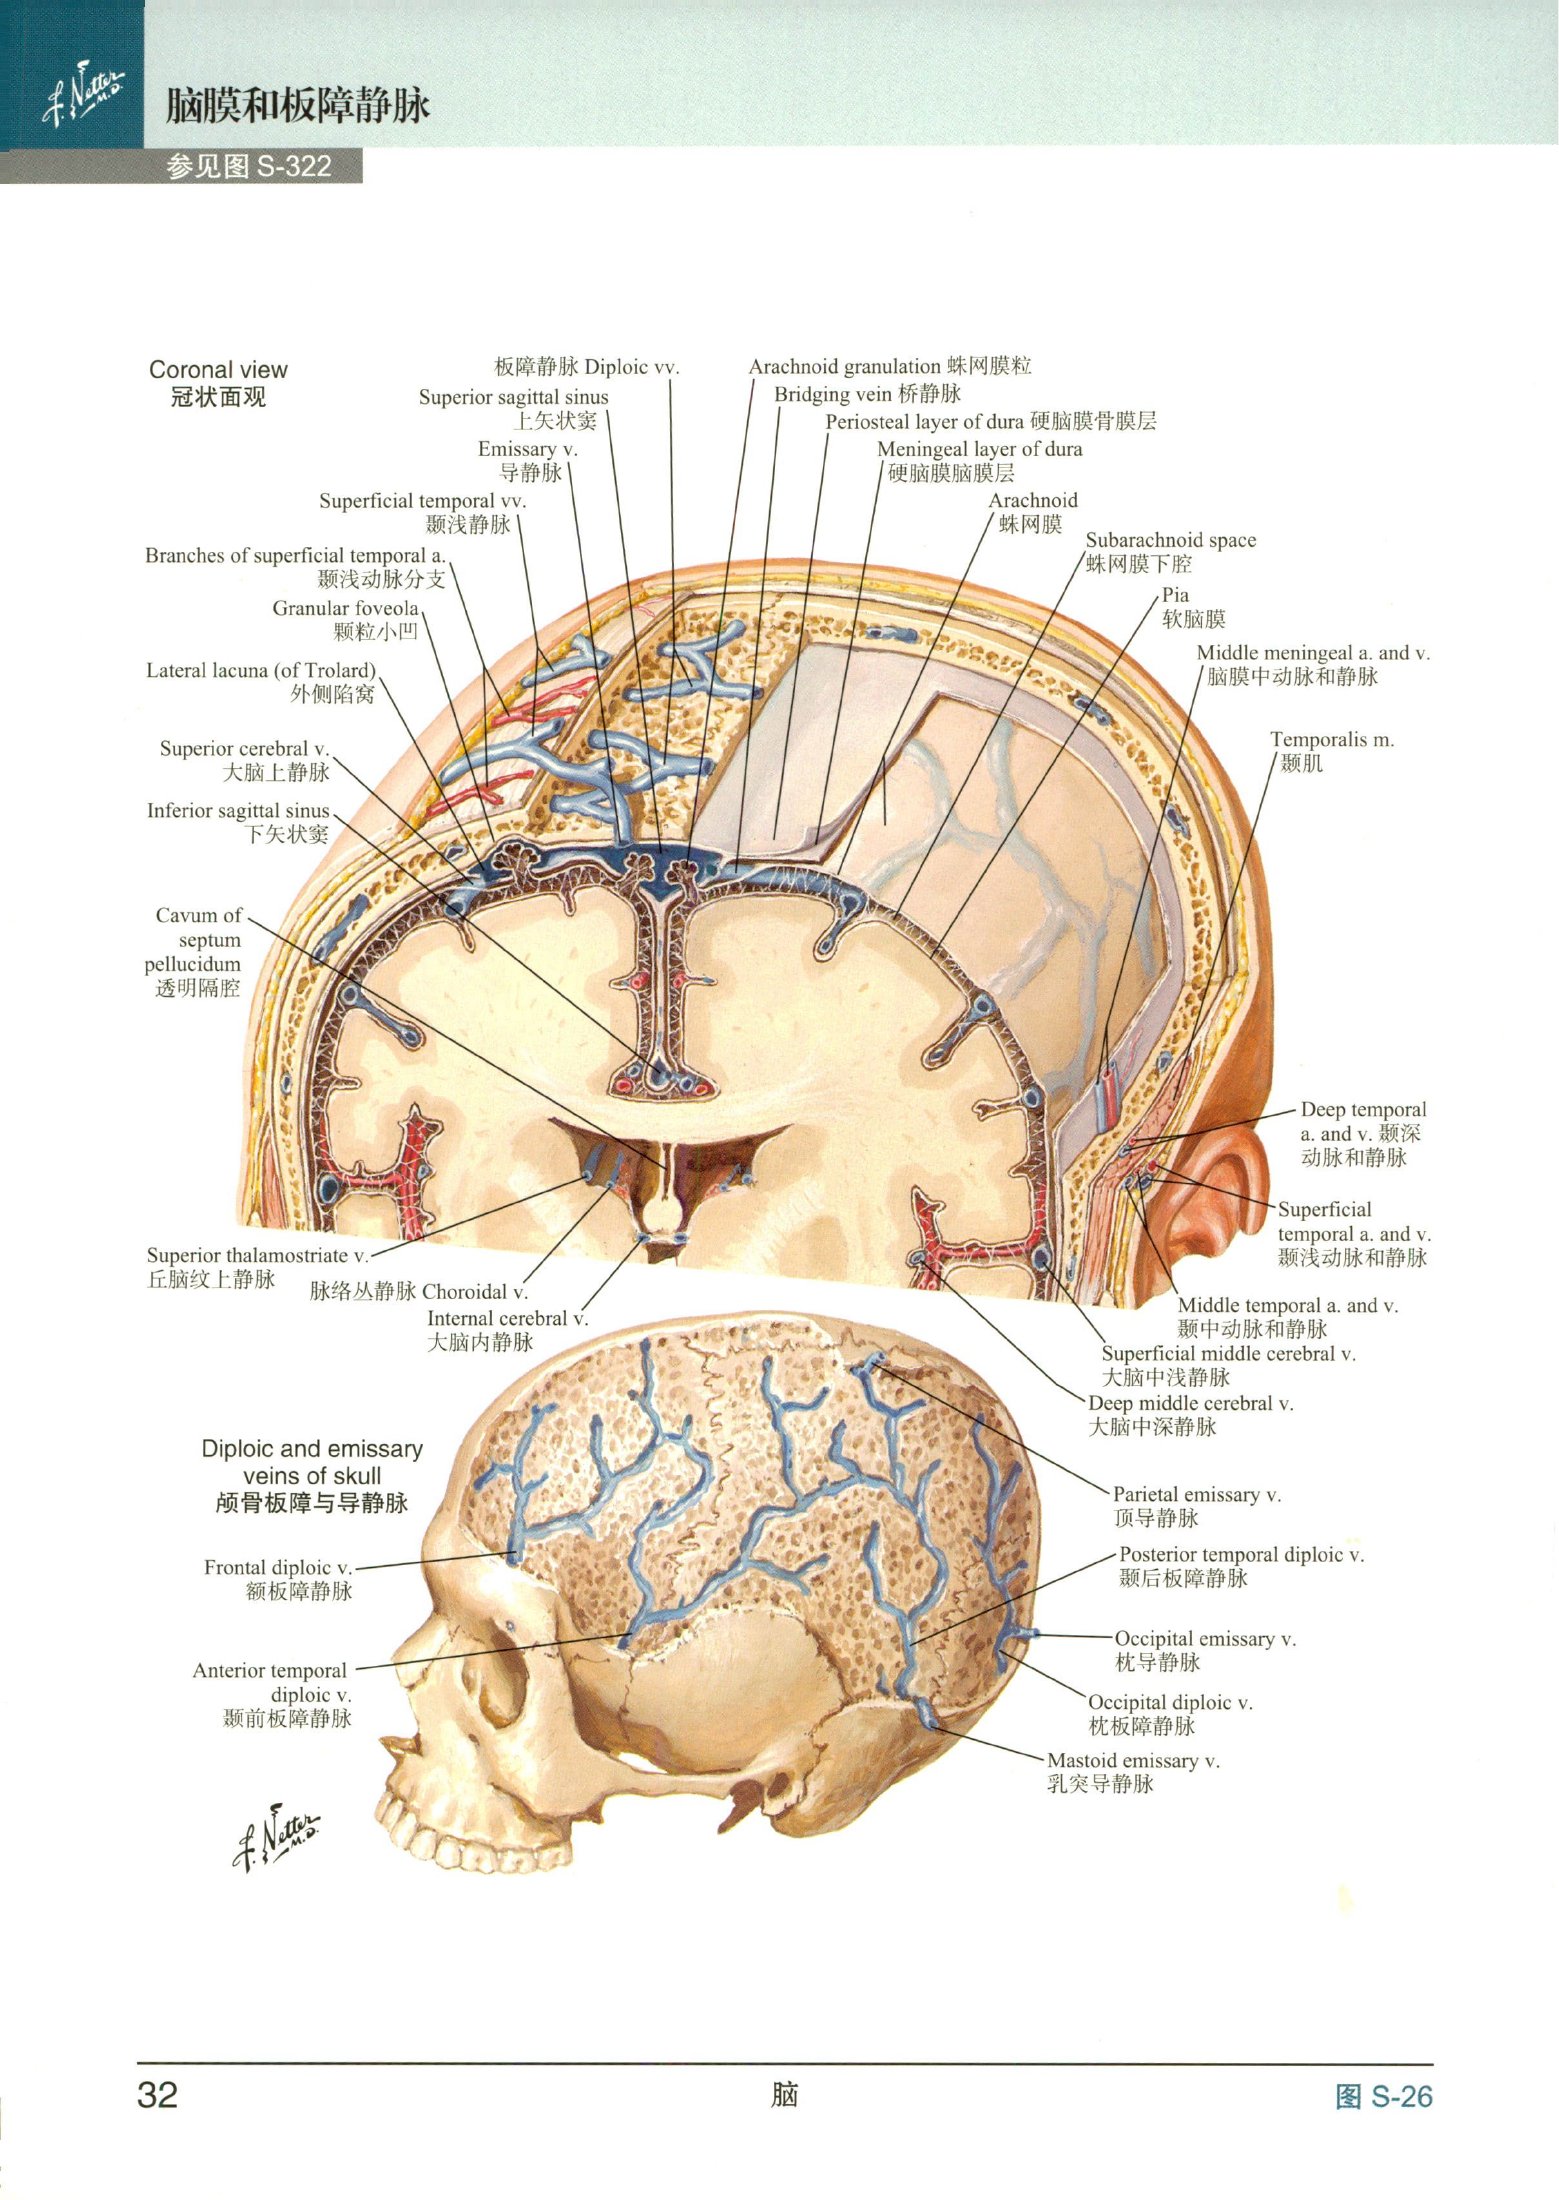 F. Netter
M.D.
脑膜和板障静脉
参见图 S-322
Coronal view
冠状面观
板障静脉 Diploic vv.
Superior sagittal sinus
上矢状窦
Emissary v.
导静脉
Superficial temporal vv.
颞浅静脉
Branches of superficial temporal a.
颞浅动脉分支
Granular foveola
颗粒小凹
Lateral lacuna (of Trolard)
外侧陷窝
Superior cerebral v.
大脑上静脉
Inferior sagittal sinus
下矢状窦
Cavum of
septum
pellucidum
透明隔腔
Arachnoid granulation 蛛网膜粒
Bridging vein 桥静脉
Periosteal layer of dura 硬脑膜骨膜层
Meningeal layer of dura
硬脑膜脑膜层
Arachnoid
蛛网膜
Subarachnoid space
蛛网膜下腔
Pia
软脑膜
Middle meningeal a. and v.
脑膜中动脉和静脉
Temporalis m.
颞肌
Deep temporal
a. and v. 颞深
动脉和静脉
Superficial
temporal a. and v.
颞浅动脉和静脉
Middle temporal a. and v.
颞中动脉和静脉
Superficial middle cerebral v.
大脑中浅静脉
Deep middle cerebral v.
大脑中深静脉
Superior thalamostriate v.
丘脑纹上静脉
脉络丛静脉 Choroidal v.
Internal cerebral v.
大脑内静脉
Diploic and emissary
veins of skull
颅骨板障与导静脉
Frontal diploic v.
额板障静脉
Anterior temporal
diploic v.
颞前板障静脉
Parietal emissary v.
顶导静脉
Posterior temporal diploic v.
颞后板障静脉
Occipital emissary v.
枕导静脉
Occipital diploic v.
枕板障静脉
Mastoid emissary v.
乳突导静脉
F. Netter
M.D.
32
脑
图 S-26